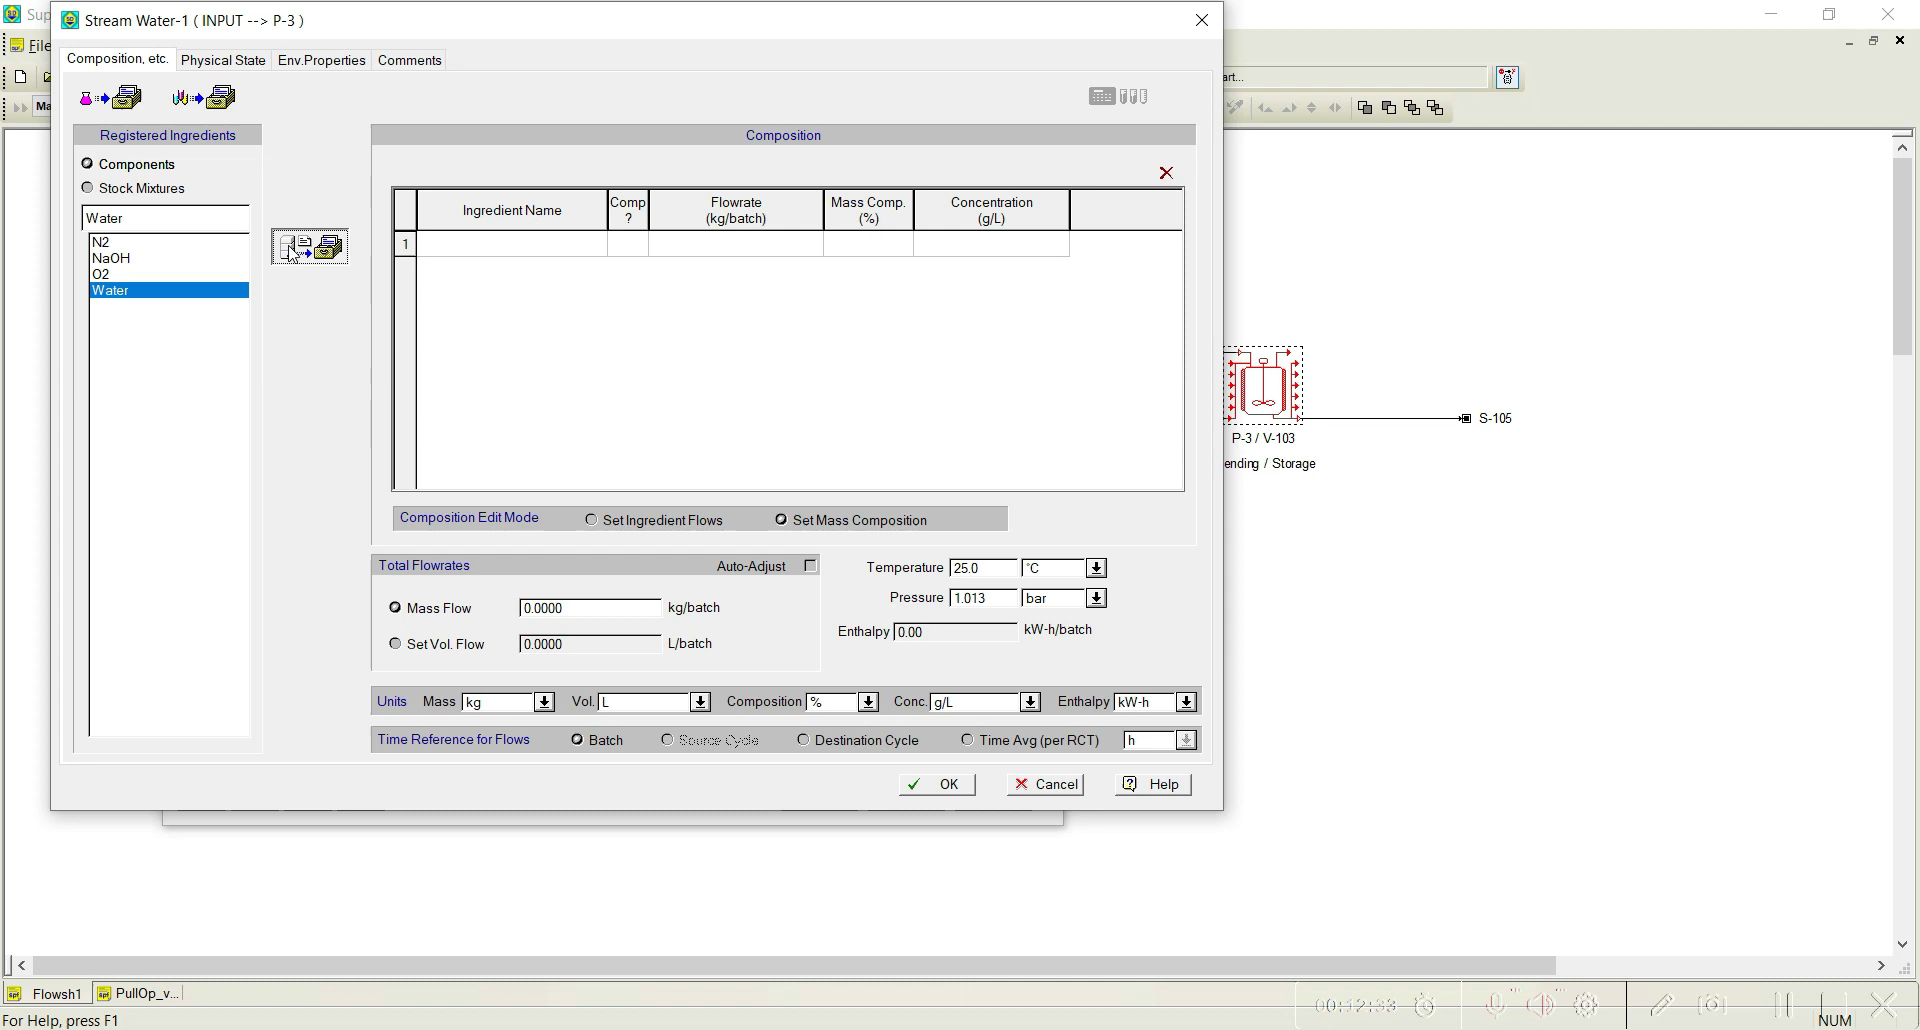 Sup
Stream Water-1 ( INPUT --> P-3 )
File
Composition, etc.
Physical State
Env.Properties
Comments
art...
Ma
Registered Ingredients
Composition
Components
Stock Mixtures
Water
N2
NaOH
O2
Water
Ingredient Name
Comp ?
Flowrate (kg/batch)
Mass Comp. (%)
Concentration (g/L)
1
P-3 / V-103
ending / Storage
S-105
Composition Edit Mode
Set Ingredient Flows
Set Mass Composition
Total Flowrates
Auto-Adjust
Mass Flow
0.0000
kg/batch
Set Vol. Flow
0.0000
L/batch
Temperature 25.0 °C
Pressure 1.013 bar
Enthalpy 0.00 kW-h/batch
Units Mass kg Vol. L Composition % Conc. g/L Enthalpy kW-h
Time Reference for Flows Batch Source Cycle Destination Cycle Time Avg (per RCT) h
OK
Cancel
Help
Flowsh1
PullOp_v...
00:12:33
For Help, press F1
NUM